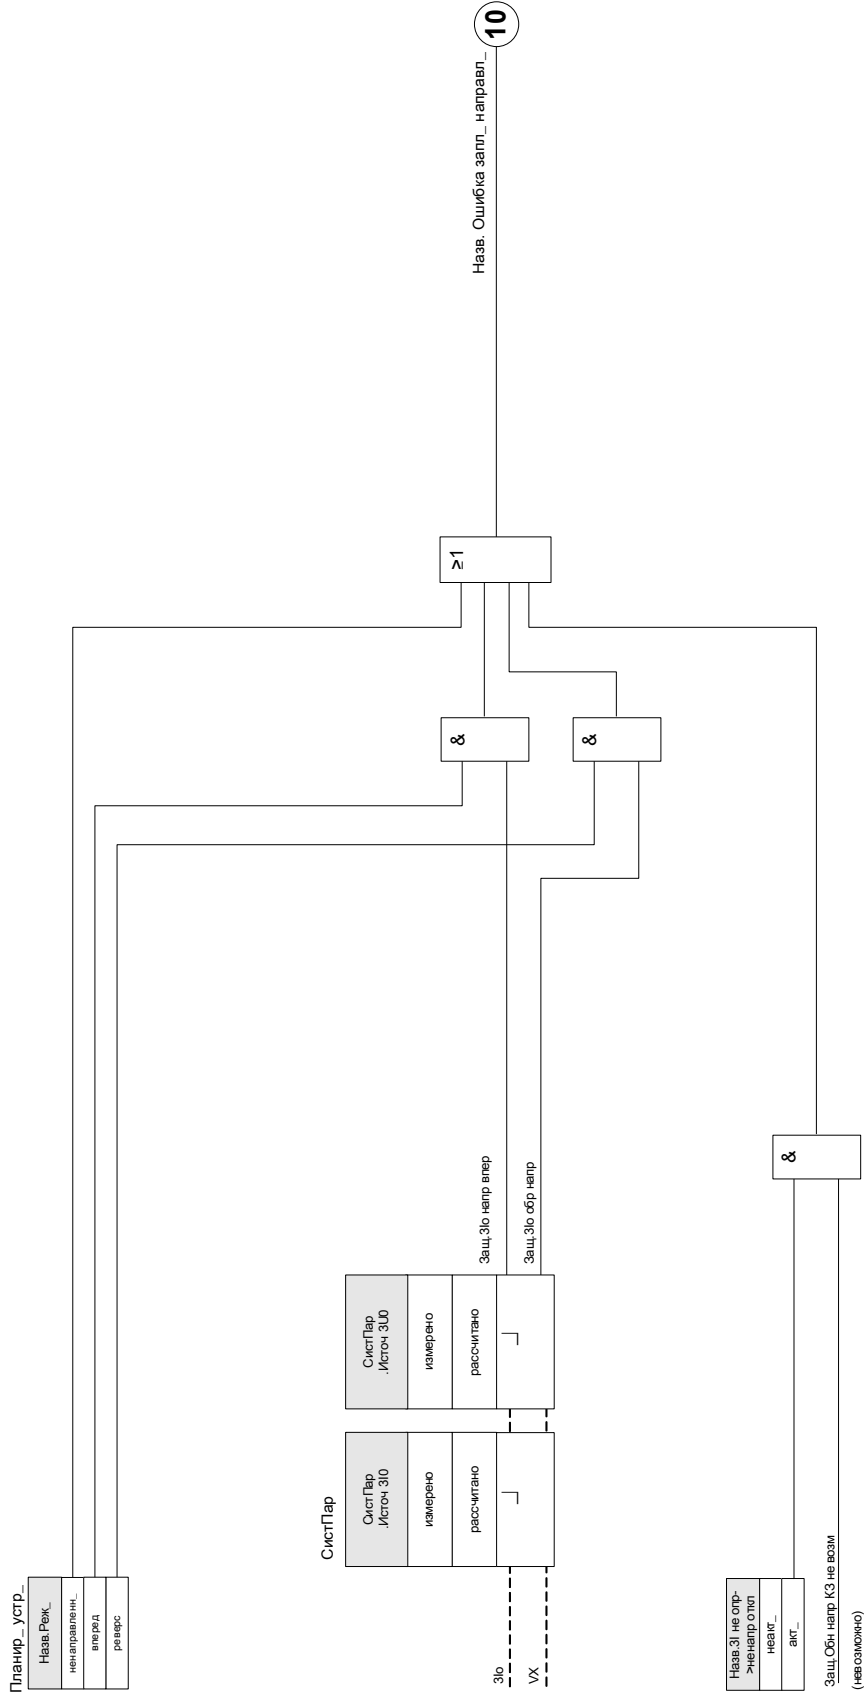 Планир_ устр_
Назв.Реж_
ненаправленн_
вперед
реверс
СистПар
СистПар
.Источ 3I0
измерено
рассчитано
СистПар
.Источ 3U0
измерено
рассчитано
3Io
VX
Защ.3Io напр впер
Защ.3Io обр напр
&
&
≥1
Назв. Ошибка запл_ направл_
10
Назв.3I не опр-
>ненапр откл
неакт_
акт_
Защ.Обн напр КЗ не возм
(невозможно)
&